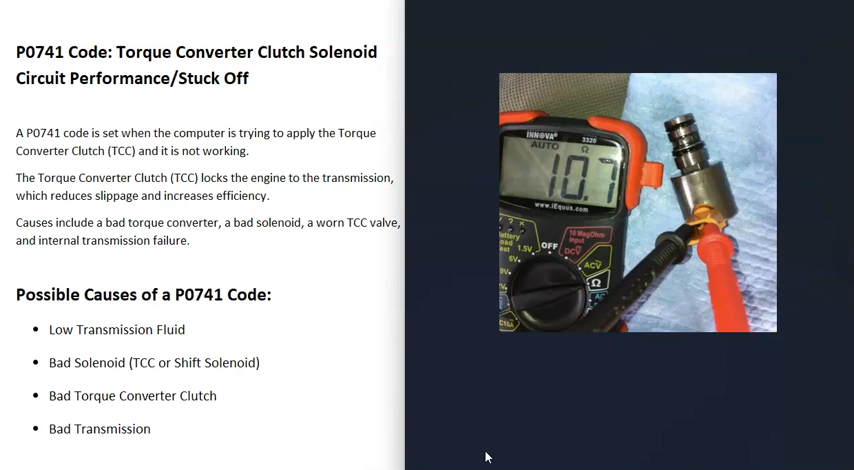 P0741 Code: Torque Converter Clutch Solenoid
Circuit Performance/Stuck Off
A P0741 code is set when the computer is trying to apply the Torque
Converter Clutch (TCC) and it is not working.
The Torque Converter Clutch (TCC) locks the engine to the transmission,
which reduces slippage and increases efficiency.
Causes include a bad torque converter, a bad solenoid, a worn TCC valve,
and internal transmission failure.
Possible Causes of a P0741 Code:
Low Transmission Fluid
Bad Solenoid (TCC or Shift Solenoid)
Bad Torque Converter Clutch
Bad Transmission
INNOVA® 3320
AUTO Ω
10.1
www.iEquus.com
10 MagOhm
Input
OFF
DCV
1.5V
6V
ACV
Ω